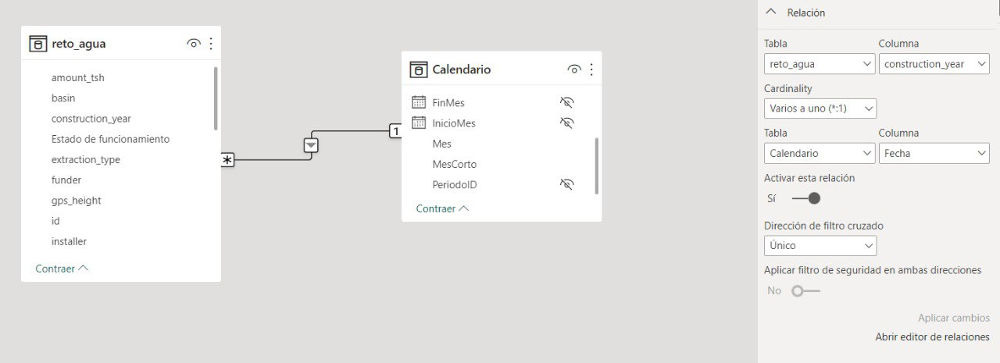 reto_agua
amount_tsh
basin
construction_year
Estado de funcionamiento
extraction_type
funder
gps_height
id
installer
Contraer
*
1
Calendario
FinMes
InicioMes
Mes
MesCorto
PeriodoID
Contraer
Relación
Tabla Columna
reto_agua construction_year
Cardinality
Varios a uno (*:1)
Tabla Columna
Calendario Fecha
Activar esta relación
Sí
Dirección de filtro cruzado
Único
Aplicar filtro de seguridad en ambas direcciones
No
Aplicar cambios
Abrir editor de relaciones